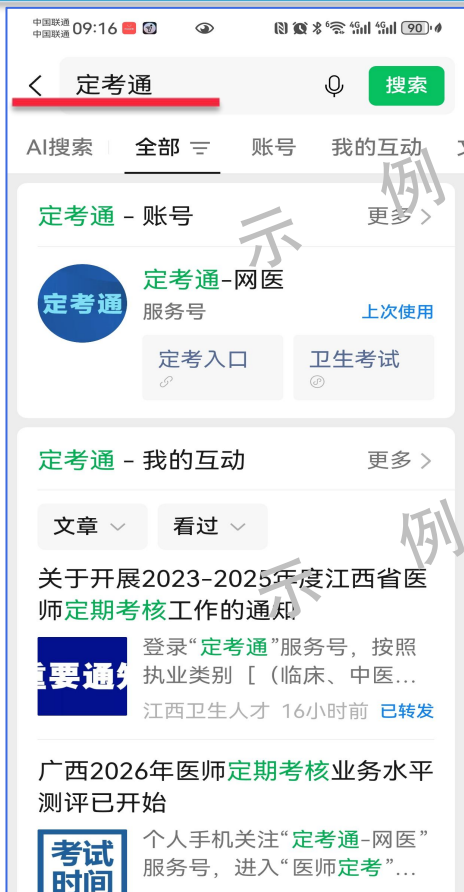 中国联通
中国联通
09:16
4G 4G 90
定考通
搜索
AI搜索 全部 账号 我的互动
定考通 - 账号 更多
定考通
定考通-网医
服务号 上次使用
定考入口 卫生考试
定考通 - 我的互动 更多
文章 看过
关于开展2023-2025年度江西省医
师定期考核工作的通知
重要通知
登录“定考通”服务号，按照
执业类别［（临床、中医...
江西卫生人才 16小时前 已转发
广西2026年医师定期考核业务水平
测评已开始
考试
时间
个人手机关注“定考通-网医”
服务号，进入“医师定考”...
示例
示例